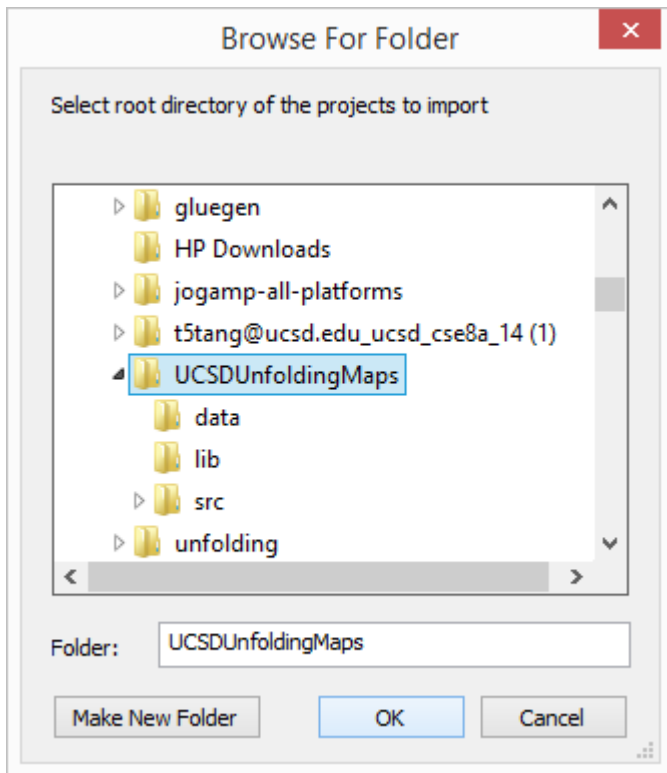 Browse For Folder
Select root directory of the projects to import
gluegen
HP Downloads
jogamp-all-platforms
t5tang@ucsd.edu_ucsd_cse8a_14 (1)
UCSDUnfoldingMaps
data
lib
src
unfolding
Folder: UCSDUnfoldingMaps
Make New Folder OK Cancel